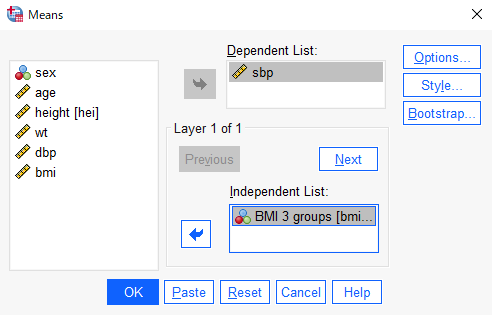 Means
sex
age
height [hei]
wt
dbp
bmi
Dependent List:
sbp
Layer 1 of 1
Previous
Next
Independent List:
BMI 3 groups [bmi...
Options...
Style...
Bootstrap...
OK
Paste
Reset
Cancel
Help